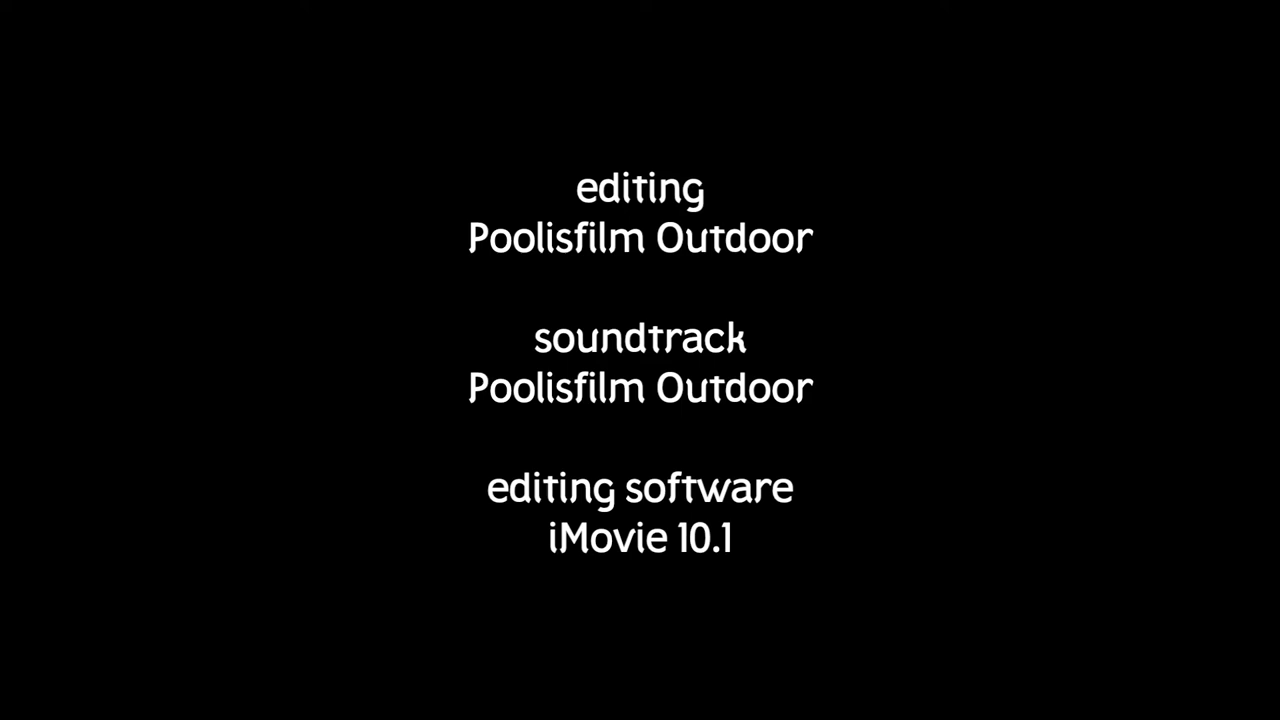 editing
Poolisfilm Outdoor
soundtrack
Poolisfilm Outdoor
editing software
iMovie 10.1